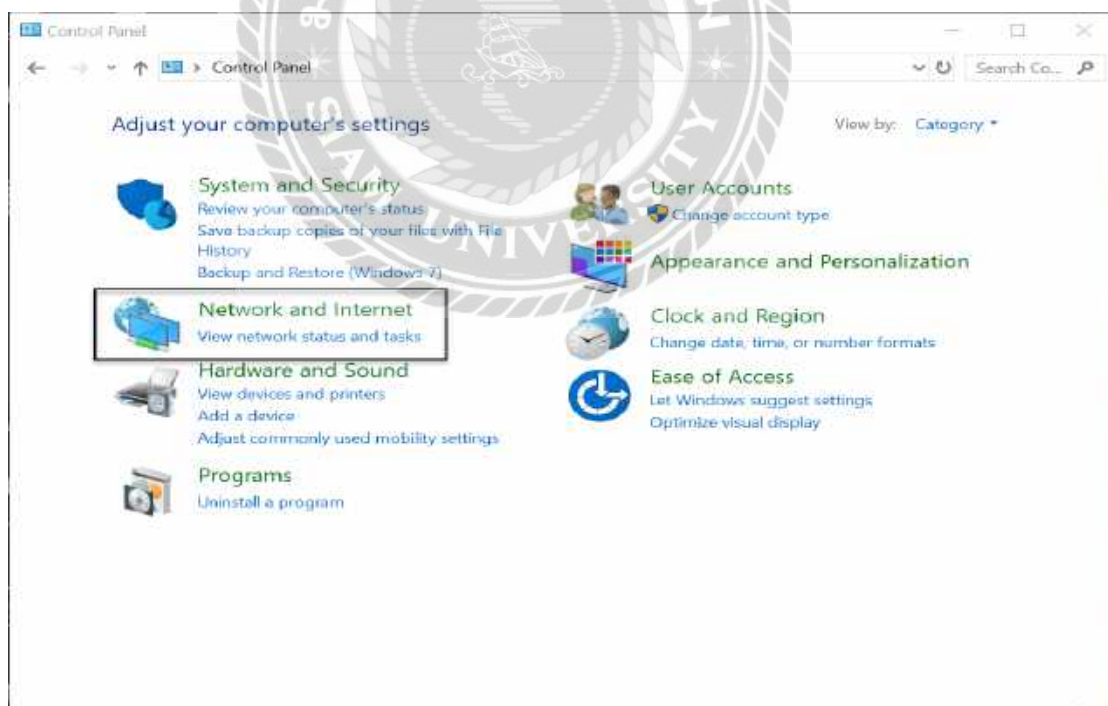 Control Panel
Control Panel
Search Co...
Adjust your computer's settings
View by: Category
System and Security
Review your computer's status
Save backup copies of your files with File
History
Backup and Restore (Windows 7)
Network and Internet
View network status and tasks
Hardware and Sound
View devices and printers
Add a device
Adjust commonly used mobility settings
Programs
Uninstall a program
User Accounts
Change account type
Appearance and Personalization
Clock and Region
Change date, time, or number formats
Ease of Access
Let Windows suggest settings
Optimize visual display
SIAM UNIVERSITY